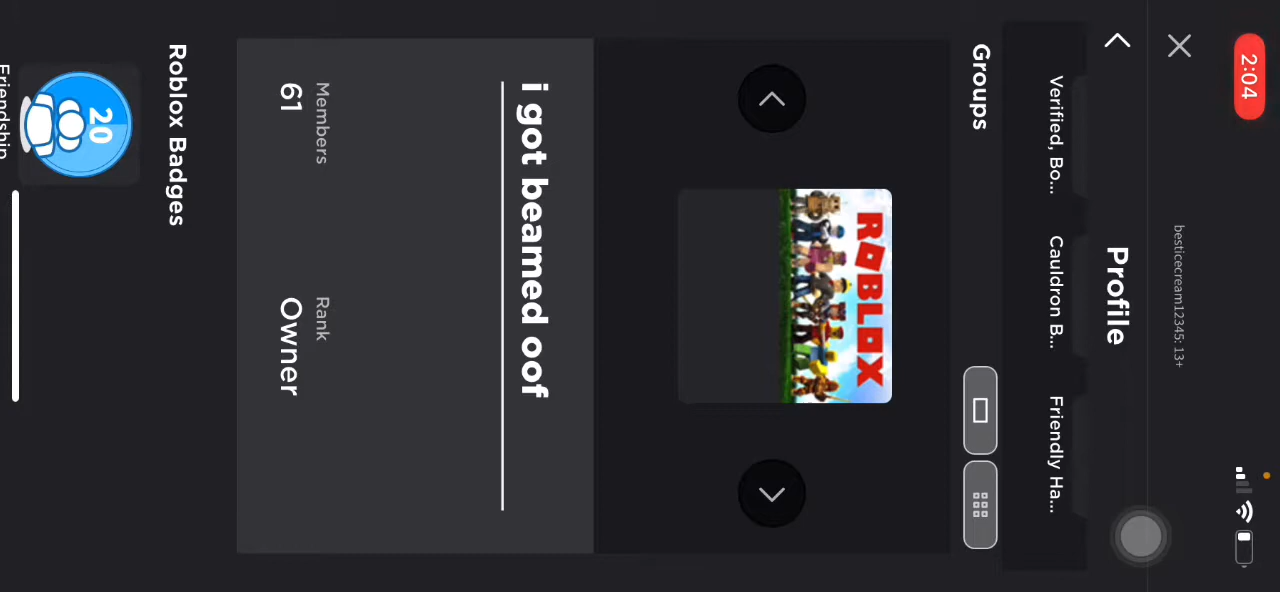 2:04
besticecream12345: 13+
Profile
Verified, Bo...
Cauldron B...
Friendly Ha...
Groups
ROBLOX
i got beamed oof
Members
Rank
61
Owner
Roblox Badges
20
Friendship